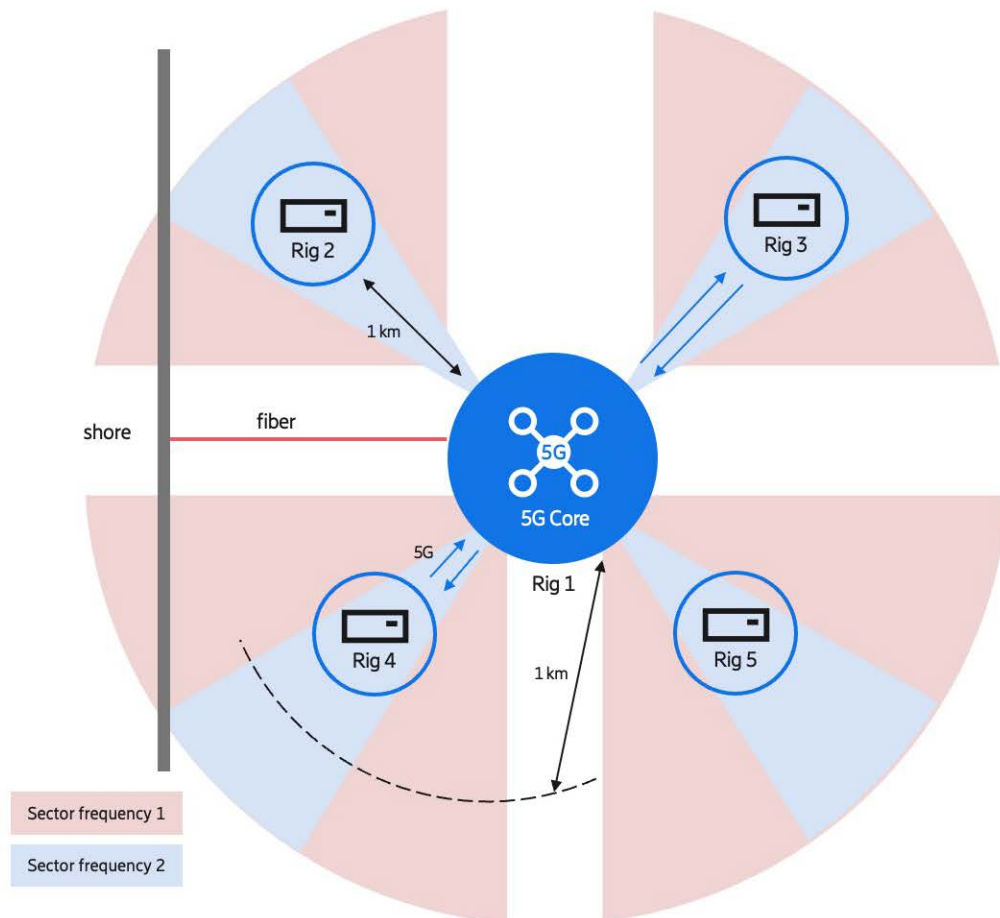 Rig 2
Rig 3
1 km
shore
fiber
5G
5G Core
5G
Rig 1
Rig 4
Rig 5
1 km
Sector frequency 1
Sector frequency 2